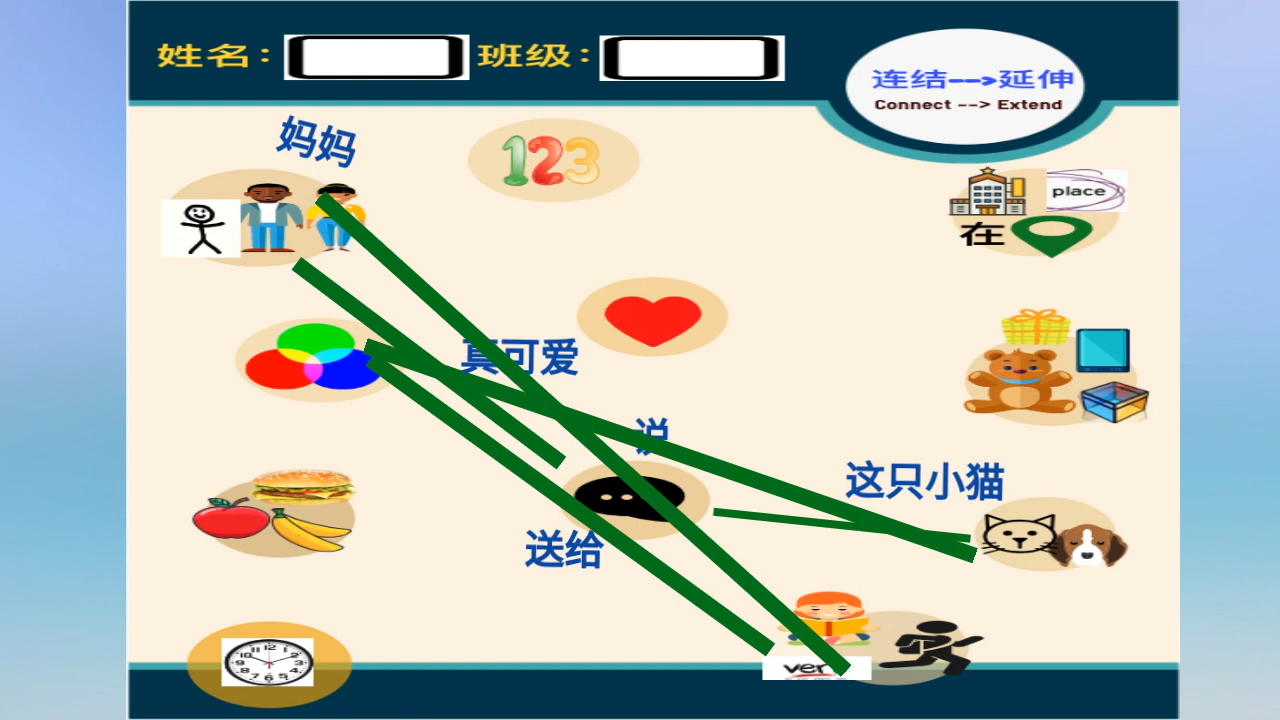 姓名: 班级:
连结-->延伸
Connect --> Extend
妈妈
123
place
在
真可爱
说
这只小猫
送给